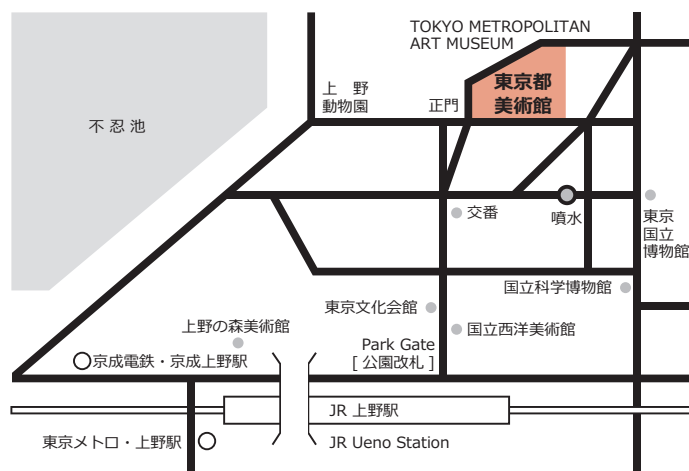 TOKYO METROPOLITAN
ART MUSEUM
東京都
美術館
上 野
動物園
正門
不忍池
交番
噴水
東京
国立
博物館
国立科学博物館
東京文化会館
国立西洋美術館
上野の森美術館
Park Gate
[ 公園改札 ]
京成電鉄・京成上野駅
JR 上野駅
東京メトロ・上野駅
JR Ueno Station